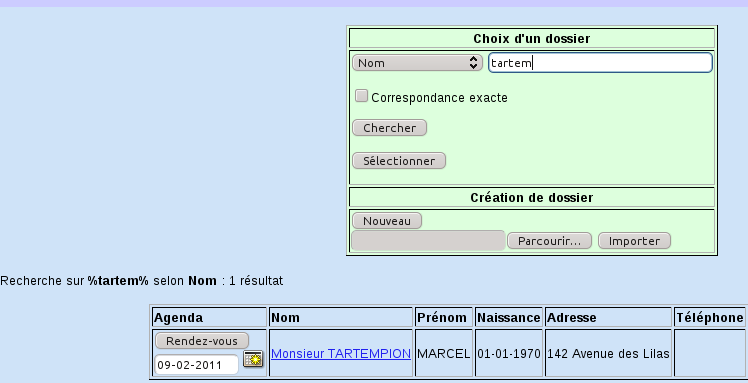 Choix d'un dossier
Nom tartem
Correspondance exacte
Chercher
Sélectionner
Création de dossier
Nouveau
Parcourir... Importer
Recherche sur %tartem% selon Nom : 1 résultat
Agenda Nom Prénom Naissance Adresse Téléphone
Rendez-vous
Monsieur TARTEMPION MARCEL 01-01-1970 142 Avenue des Lilas
09-02-2011